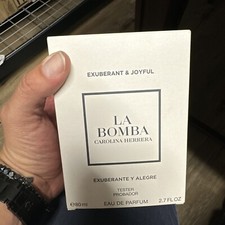 EXUBERANT & JOYFUL
LA
BOMBA
CAROLINA HERRERA
EXUBERANTE Y ALEGRE
TESTER
PROBADOR
℮80ml EAU DE PARFUM 2.7 FL.OZ